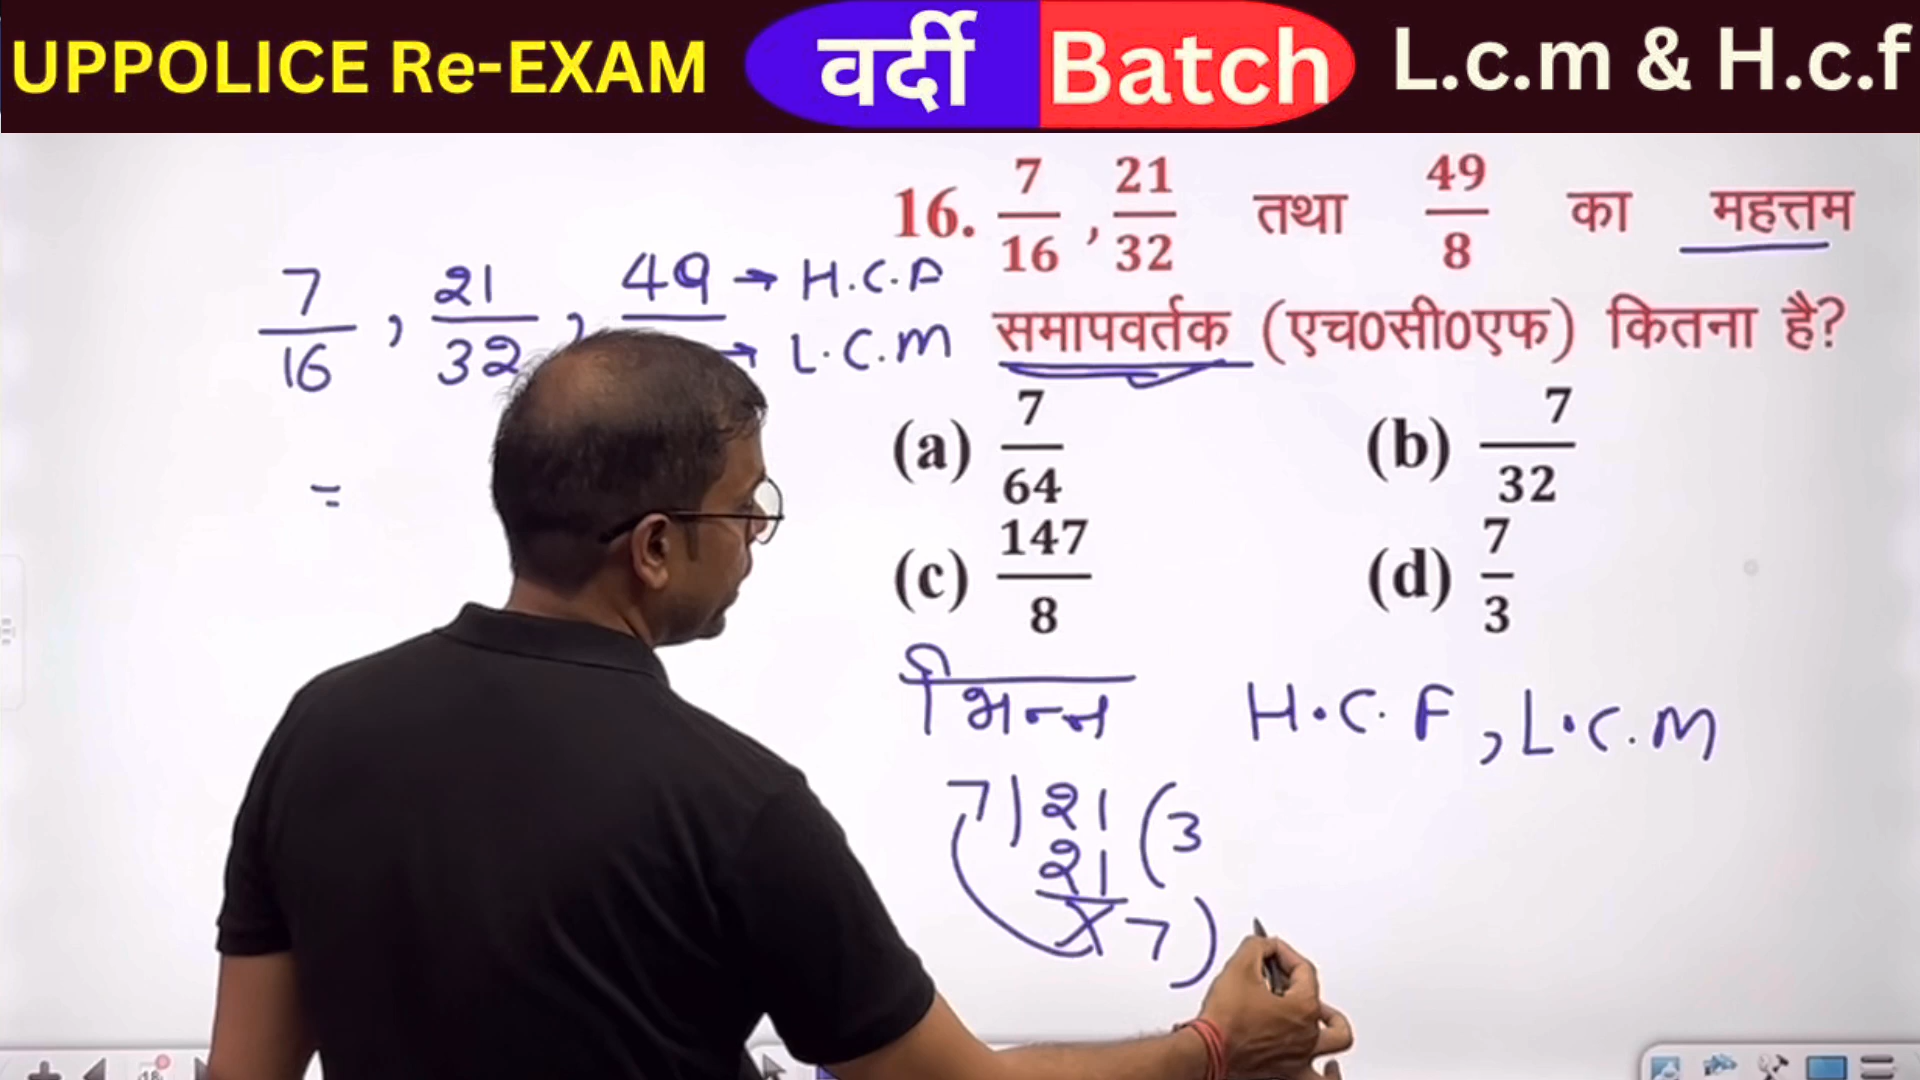 UPPOLICE Re-EXAM वर्दी Batch L.c.m & H.c.f
16. 7/16 , 21/32 तथा 49/8 का महत्तम
समापवर्तक (एच0सी0एफ) कितना है?
(a) 7/64 (b) 7/32
(c) 147/8 (d) 7/3
7/16 , 21/32 , 49 → H.C.F
→ L.C.M
=
भिन्न H.C.F , L.C.M
7) 21 (3
21
× 7)